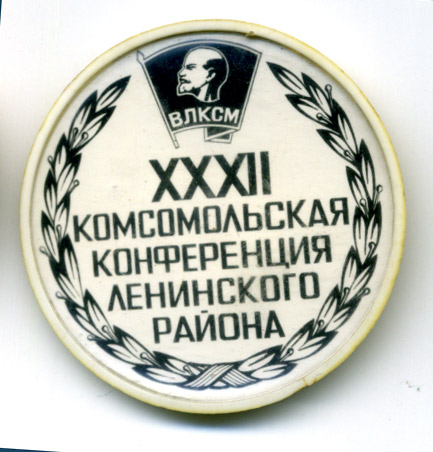 ВЛКСМ
XXXII
КОМСОМОЛЬСКАЯ
КОНФЕРЕНЦИЯ
ЛЕНИНСКОГО
РАЙОНА